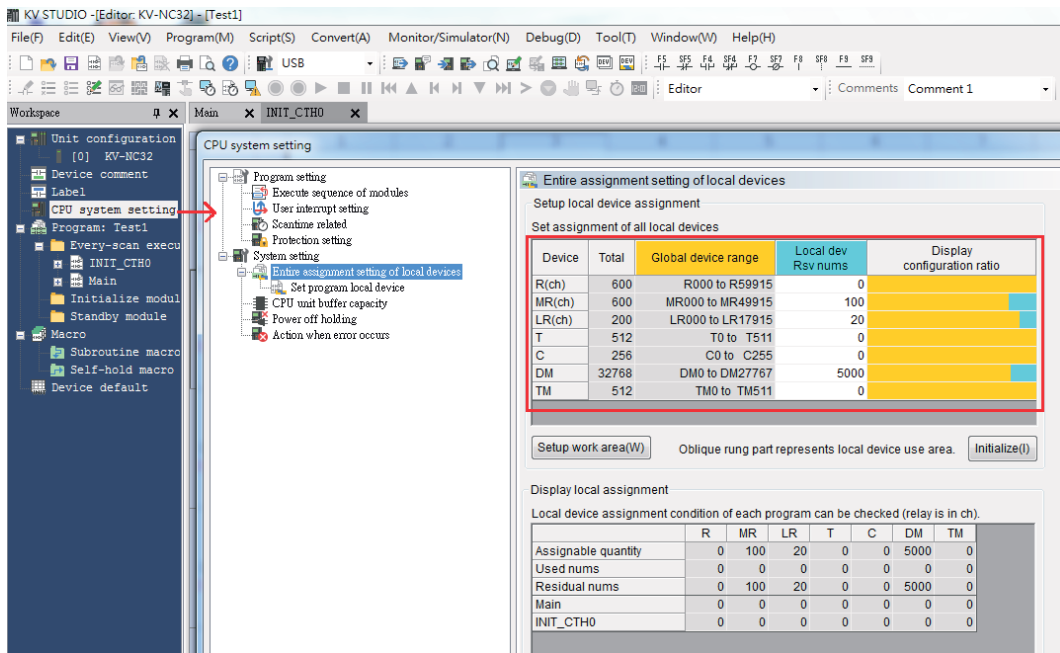 KV STUDIO -[Editor: KV-NC32] - [Test1]
File(F) Edit(E) View(V) Program(M) Script(S) Convert(A) Monitor/Simulator(N) Debug(D) Tool(T) Window(W) Help(H)
USB F5 SF5 F4 SF4 F7 SF7 F8 SF8 F9 SF9
Editor Comments Comment 1
Workspace Main INIT_CTH0
Unit configuration
[0] KV-NC32
Device comment
Label
CPU system setting
Program: Test1
Every-scan execu
INIT_CTH0
Main
Initialize modul
Standby module
Macro
Subroutine macro
Self-hold macro
Device default
CPU system setting
Program setting
Execute sequence of modules
User interrupt setting
Scantime related
Protection setting
System setting
Entire assignment setting of local devices
Set program local device
CPU unit buffer capacity
Power off holding
Action when error occurs
Entire assignment setting of local devices
Setup local device assignment
Set assignment of all local devices
Device Total Global device range Local dev Rsv nums Display configuration ratio
R(ch) 600 R000 to R59915 0
MR(ch) 600 MR000 to MR49915 100
LR(ch) 200 LR000 to LR17915 20
T 512 T0 to T511 0
C 256 C0 to C255 0
DM 32768 DM0 to DM27767 5000
TM 512 TM0 to TM511 0
Setup work area(W) Oblique rung part represents local device use area. Initialize(I)
Display local assignment
Local device assignment condition of each program can be checked (relay is in ch).
R MR LR T C DM TM
Assignable quantity 0 100 20 0 0 5000 0
Used nums 0 0 0 0 0 0 0
Residual nums 0 100 20 0 0 5000 0
Main 0 0 0 0 0 0 0
INIT_CTH0 0 0 0 0 0 0 0